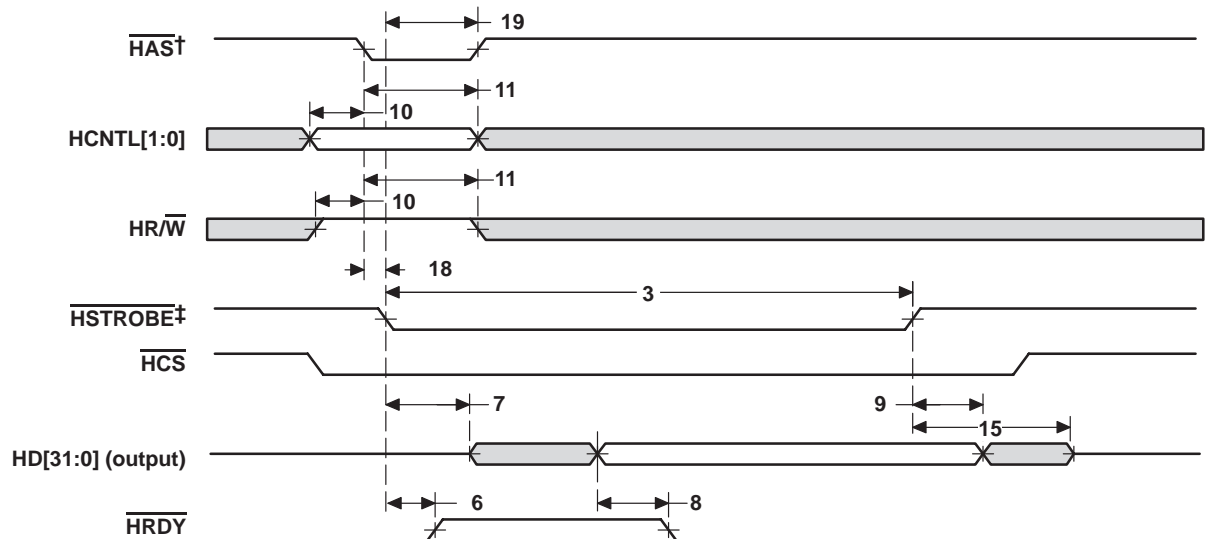 19
HAS†
11
10
HCNTL[1:0]
11
10
HR/W
18
3
HSTROBE‡
HCS
7
9
15
HD[31:0] (output)
6
8
HRDY